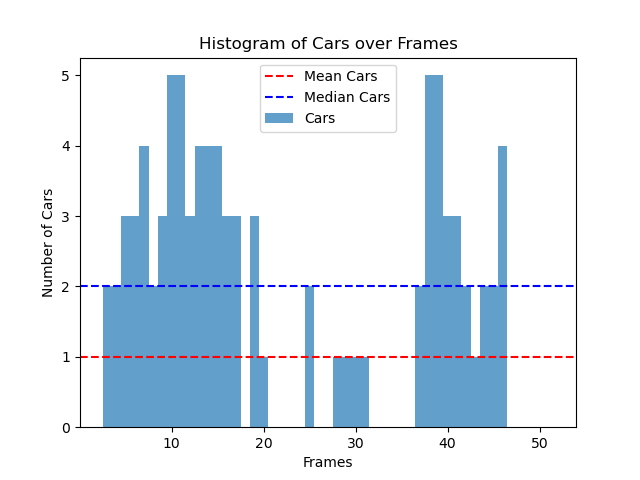 Histogram of Cars over Frames
Mean Cars
Median Cars
Cars
Number of Cars
5
4
3
2
1
0
10 20 30 40 50
Frames